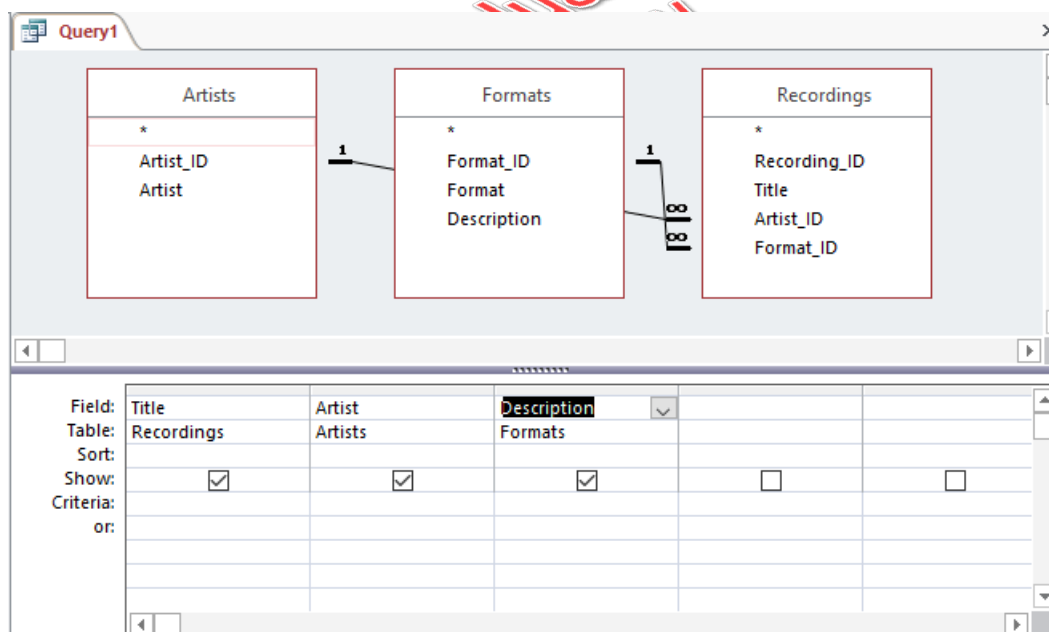 Query1
Artists
*
Artist_ID
Artist
1
Formats
*
Format_ID
Format
Description
1
∞
∞
Recordings
*
Recording_ID
Title
Artist_ID
Format_ID
Field: Title Artist Description
Table: Recordings Artists Formats
Sort:
Show:
Criteria:
or: